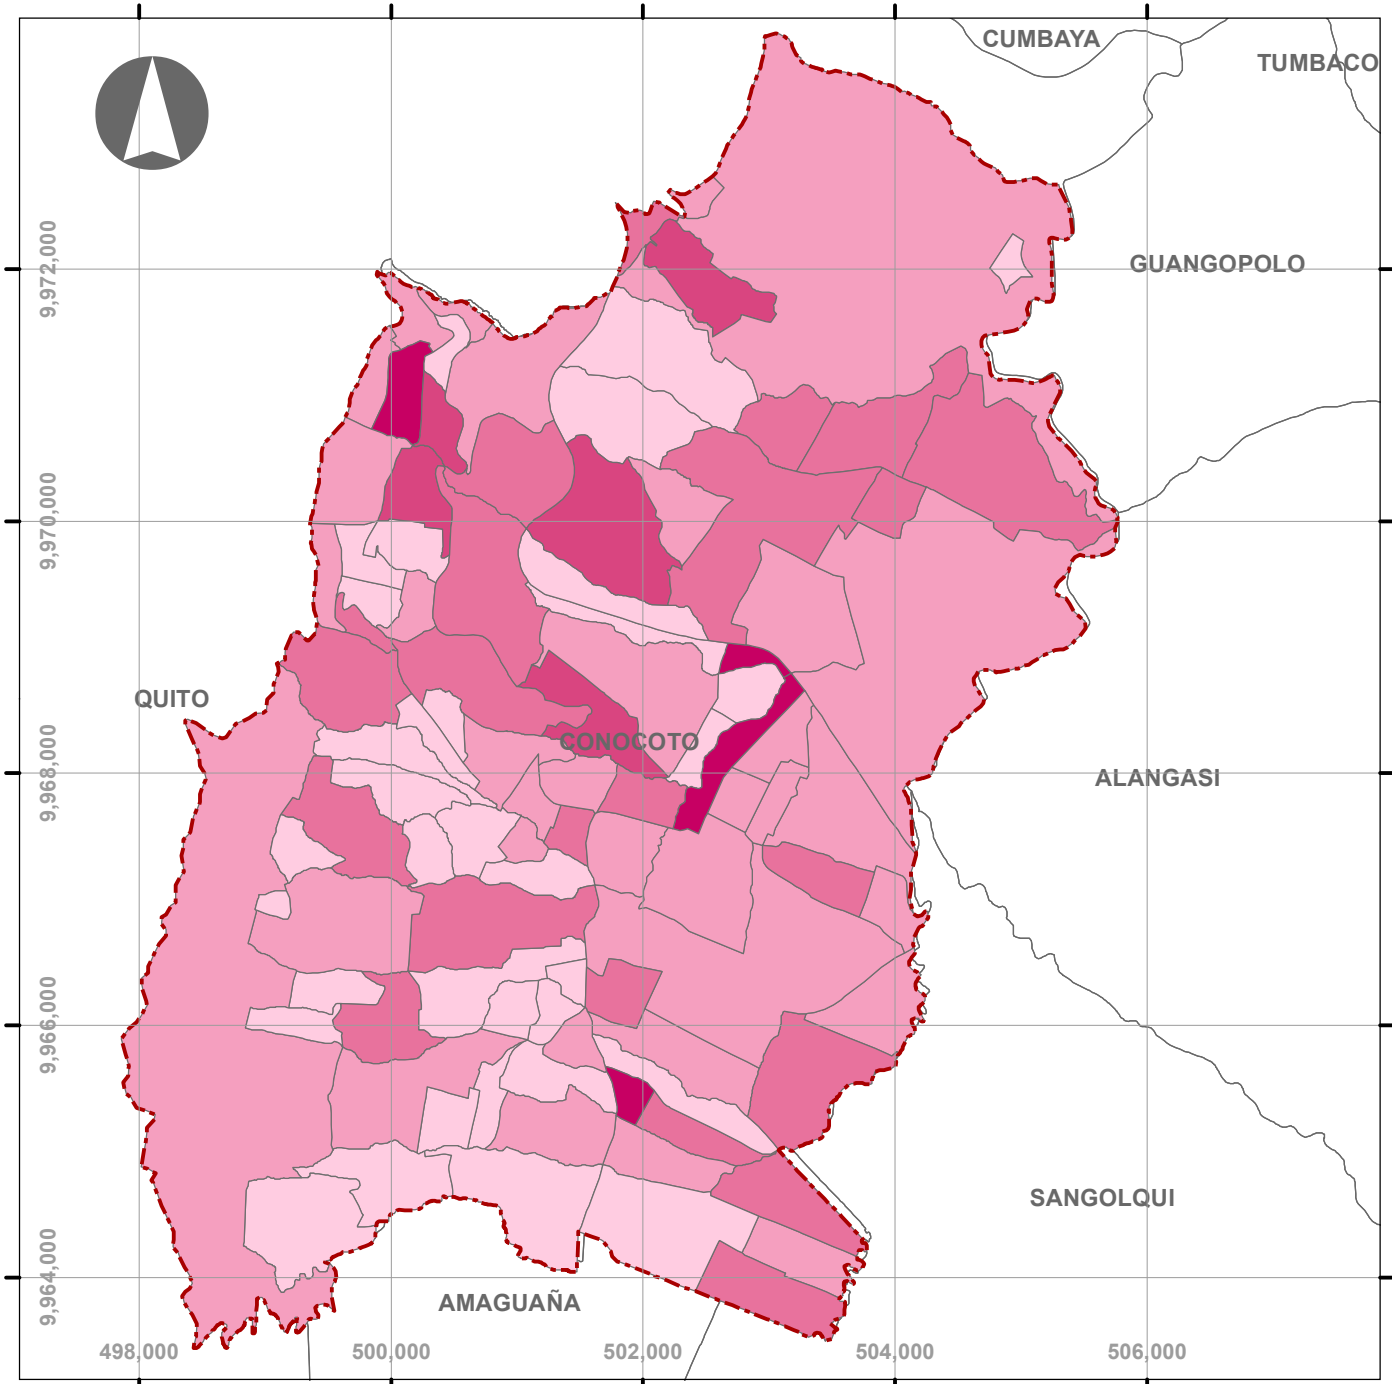 CUMBAYA
TUMBACO
GUANGOPOLO
9,972,000
9,970,000
QUITO
CONOCOTO
ALANGASI
9,968,000
9,966,000
SANGOLQUI
9,964,000
AMAGUAÑA
498,000
500,000
502,000
504,000
506,000